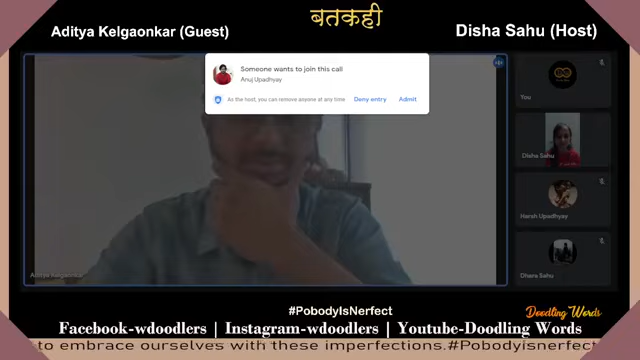 बतकही
Aditya Kelgaonkar (Guest)
Disha Sahu (Host)
Someone wants to join this call
Anuj Upadhyay
As the host, you can remove anyone at any time
Deny entry
Admit
You
Disha Sahu
Harsh Upadhyay
Dhara Sahu
Aditya Kelgaonkar
#PobodyIsNerfect
Doodling Words
Facebook-wdoodlers | Instagram-wdoodlers | Youtube-Doodling Words
to embrace ourselves with these imperfections.#Pobodyisnerfect